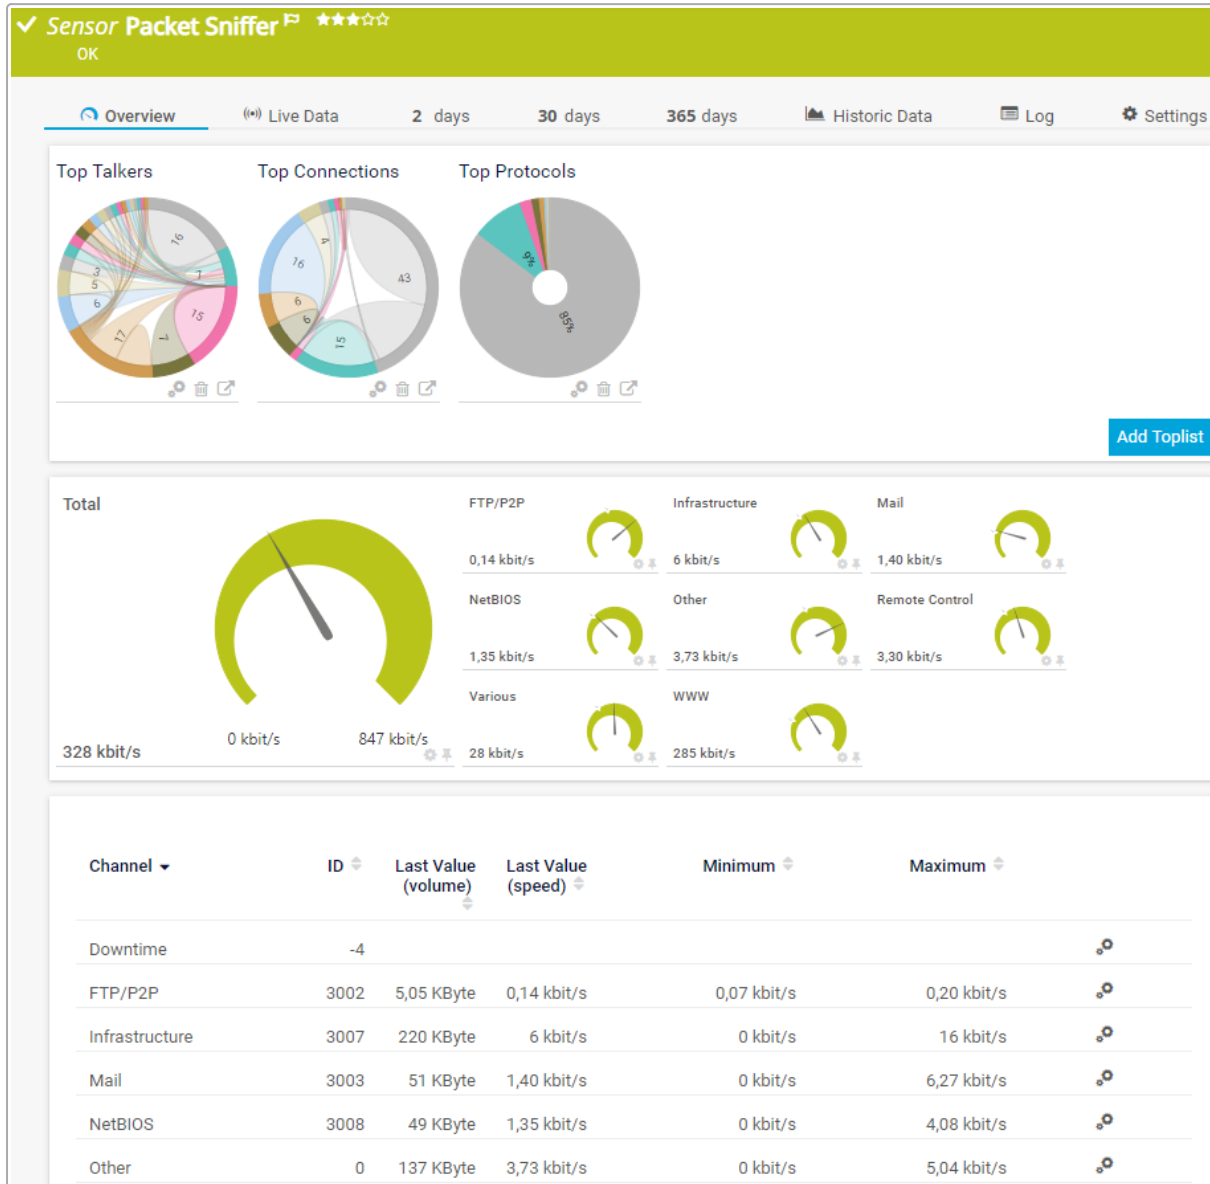 Sensor Packet Sniffer
OK
Overview Live Data 2 days 30 days 365 days Historic Data Log Settings
Top Talkers Top Connections Top Protocols
16 7 15 7 17 6 5 3
43 15 6 6 16 4
9% 85%
Add Toplist
Total
328 kbit/s
0 kbit/s 847 kbit/s
FTP/P2P Infrastructure Mail
0,14 kbit/s 6 kbit/s 1,40 kbit/s
NetBIOS Other Remote Control
1,35 kbit/s 3,73 kbit/s 3,30 kbit/s
Various WWW
28 kbit/s 285 kbit/s
Channel ID Last Value (volume) Last Value (speed) Minimum Maximum
Downtime -4
FTP/P2P 3002 5,05 KByte 0,14 kbit/s 0,07 kbit/s 0,20 kbit/s
Infrastructure 3007 220 KByte 6 kbit/s 0 kbit/s 16 kbit/s
Mail 3003 51 KByte 1,40 kbit/s 0 kbit/s 6,27 kbit/s
NetBIOS 3008 49 KByte 1,35 kbit/s 0 kbit/s 4,08 kbit/s
Other 0 137 KByte 3,73 kbit/s 0 kbit/s 5,04 kbit/s